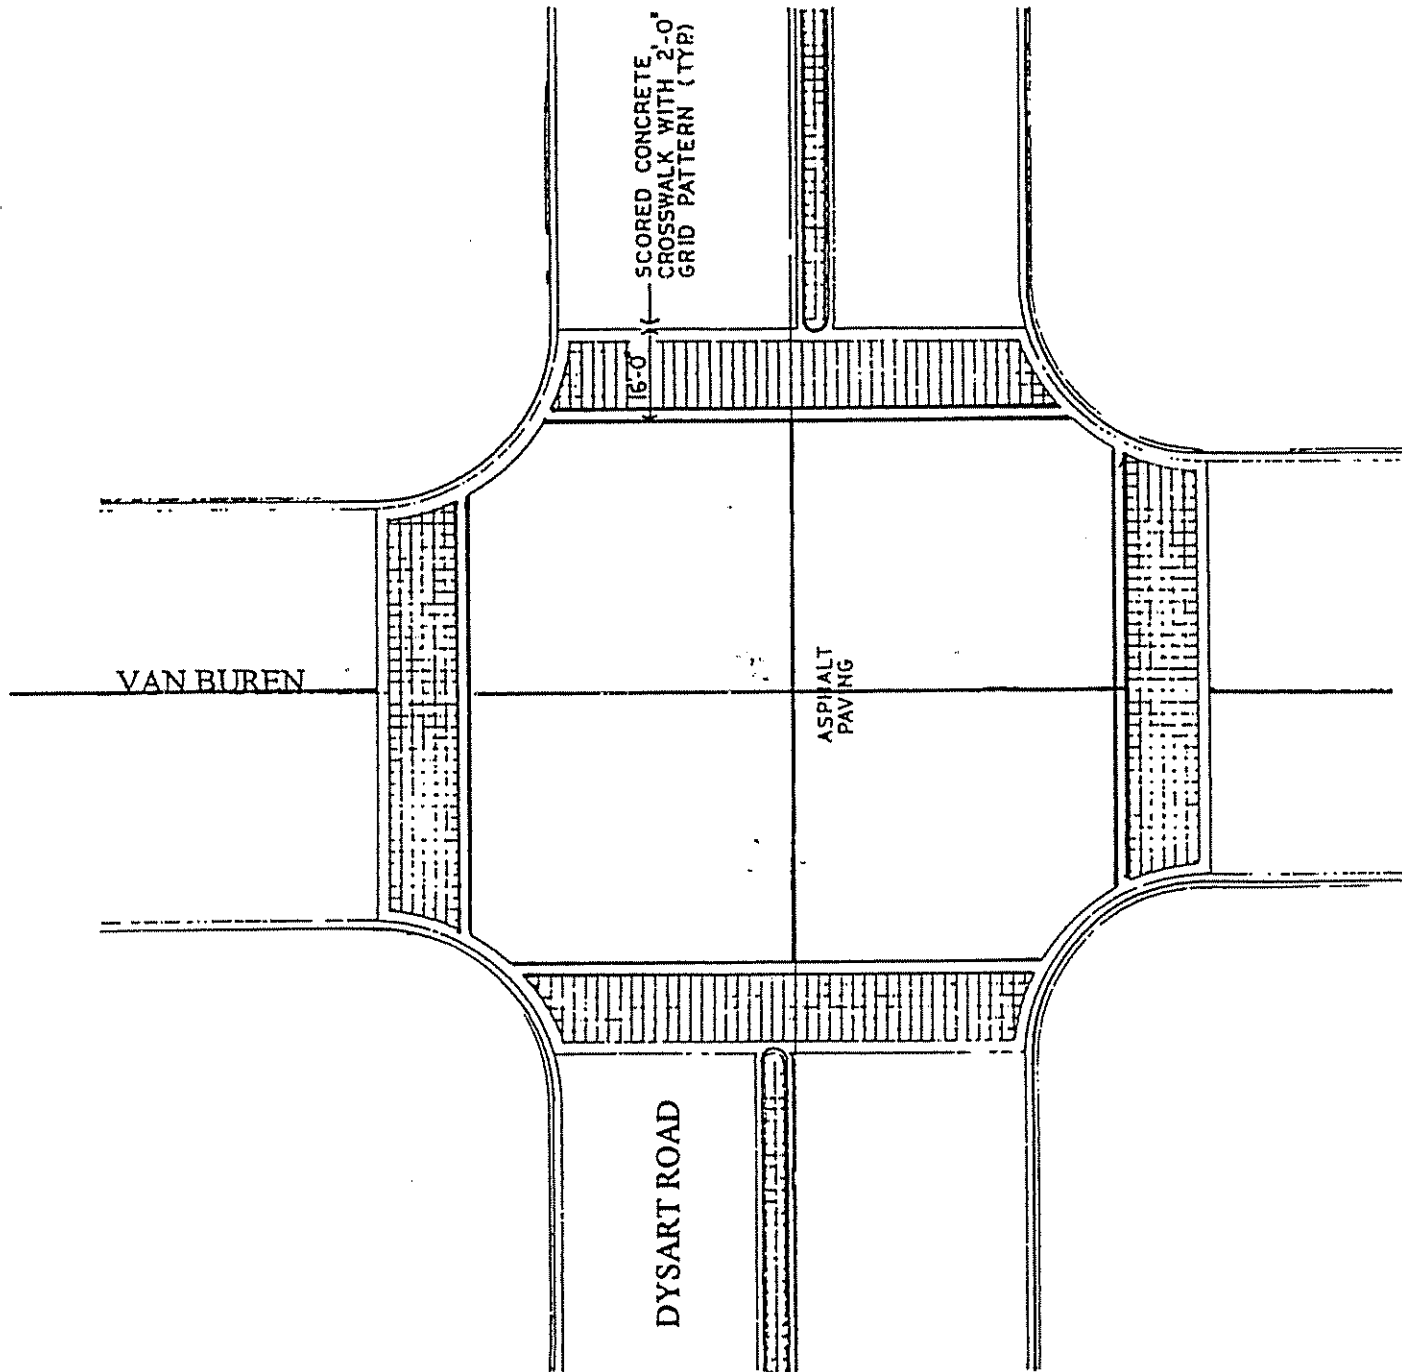 SCORED CONCRETE
CROSSWALK WITH 2'-0"
GRID PATTERN (TYP.)
16'-0"
VAN BUREN
ASPHALT
PAVING
DYSART ROAD